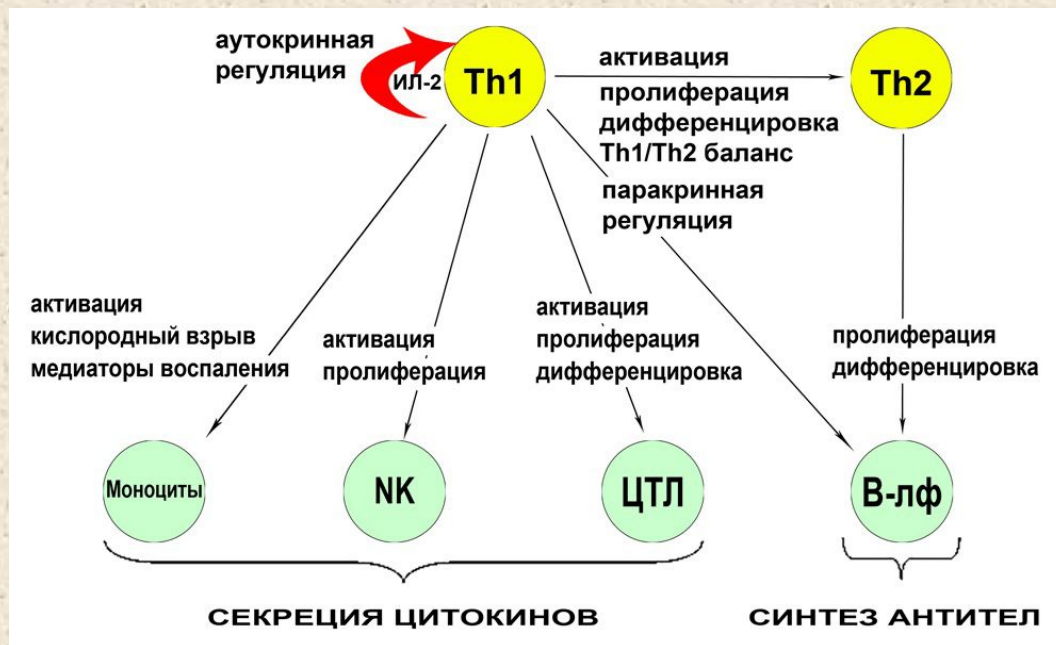 аутокринная
регуляция
ИЛ-2
Th1
активация
Th2
пролиферация
дифференцировка
Th1/Th2 баланс
паракринная
регуляция
активация
кислородный взрыв
медиаторы воспаления
активация
пролиферация
активация
пролиферация
дифференцировка
пролиферация
дифференцировка
Моноциты
NK
ЦТЛ
В-лф
СЕКРЕЦИЯ ЦИТОКИНОВ
СИНТЕЗ АНТИТЕЛ